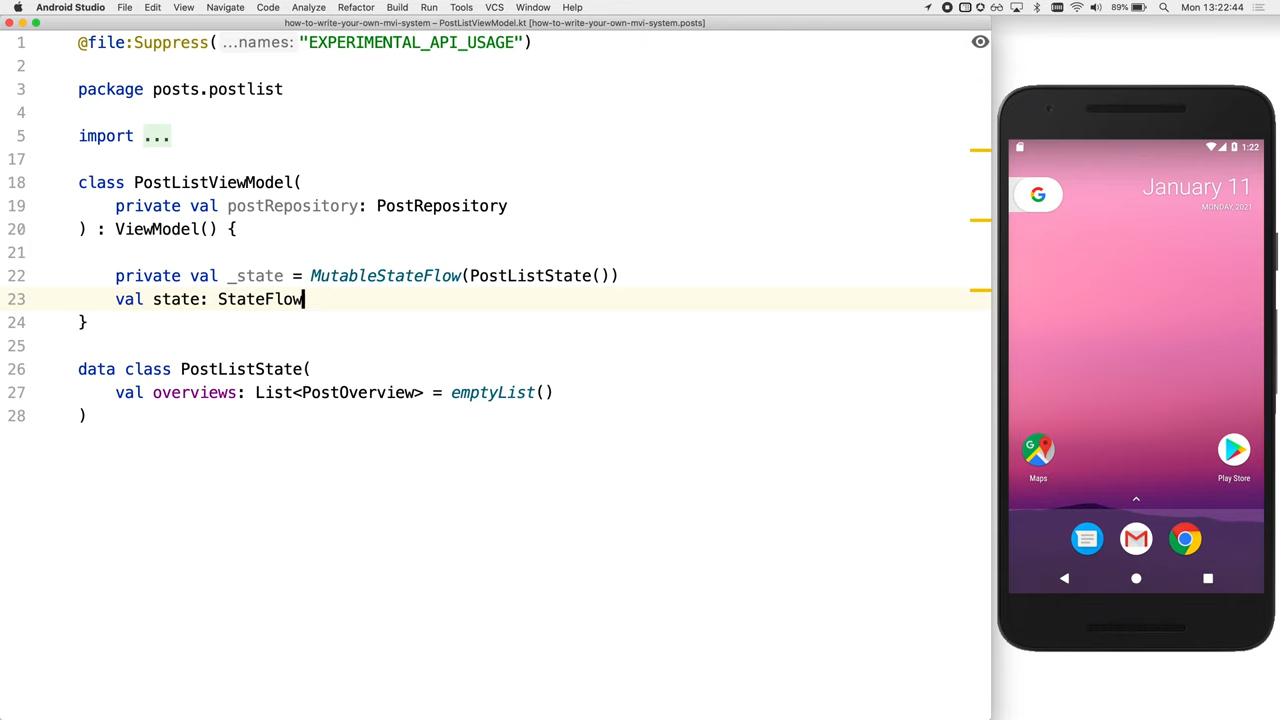 Android Studio File Edit View Navigate Code Analyze Refactor Build Run Tools VCS Window Help 89% Mon 13:22:44
how-to-write-your-own-mvi-system – PostListViewModel.kt [how-to-write-your-own-mvi-system.posts]
1 @file:Suppress( ...names: "EXPERIMENTAL_API_USAGE")
2
3 package posts.postlist
4
5 import ...
17
18 class PostListViewModel(
19 private val postRepository: PostRepository
20 ) : ViewModel() {
21
22 private val _state = MutableStateFlow(PostListState())
23 val state: StateFlow
24 }
25
26 data class PostListState(
27 val overviews: List<PostOverview> = emptyList()
28 )
1:22
G
January 11
MONDAY, 2021
Maps
Play Store